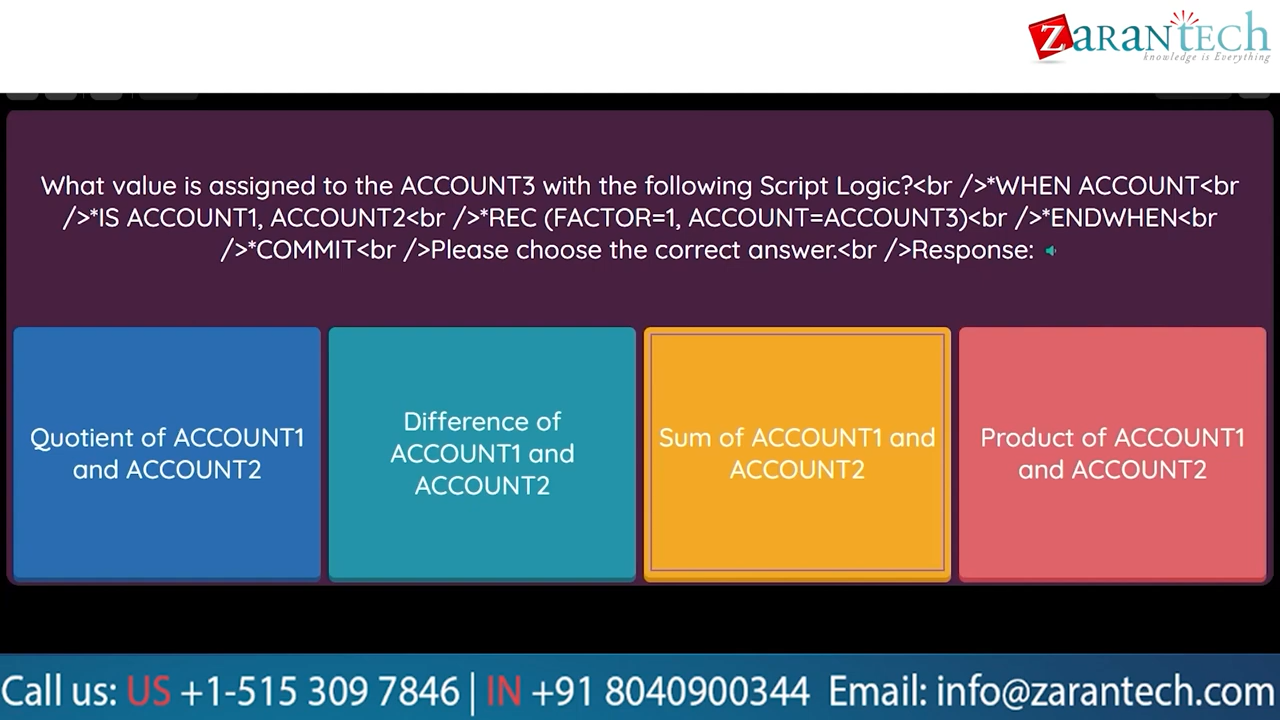 ZaranTech
knowledge is Everything
What value is assigned to the ACCOUNT3 with the following Script Logic?<br />*WHEN ACCOUNT<br
/>*IS ACCOUNT1, ACCOUNT2<br />*REC (FACTOR=1, ACCOUNT=ACCOUNT3)<br />*ENDWHEN<br
/>*COMMIT<br />Please choose the correct answer.<br />Response:
Quotient of ACCOUNT1
and ACCOUNT2
Difference of
ACCOUNT1 and
ACCOUNT2
Sum of ACCOUNT1 and
ACCOUNT2
Product of ACCOUNT1
and ACCOUNT2
Call us: US +1-515 309 7846 | IN +91 8040900344 Email: info@zarantech.com